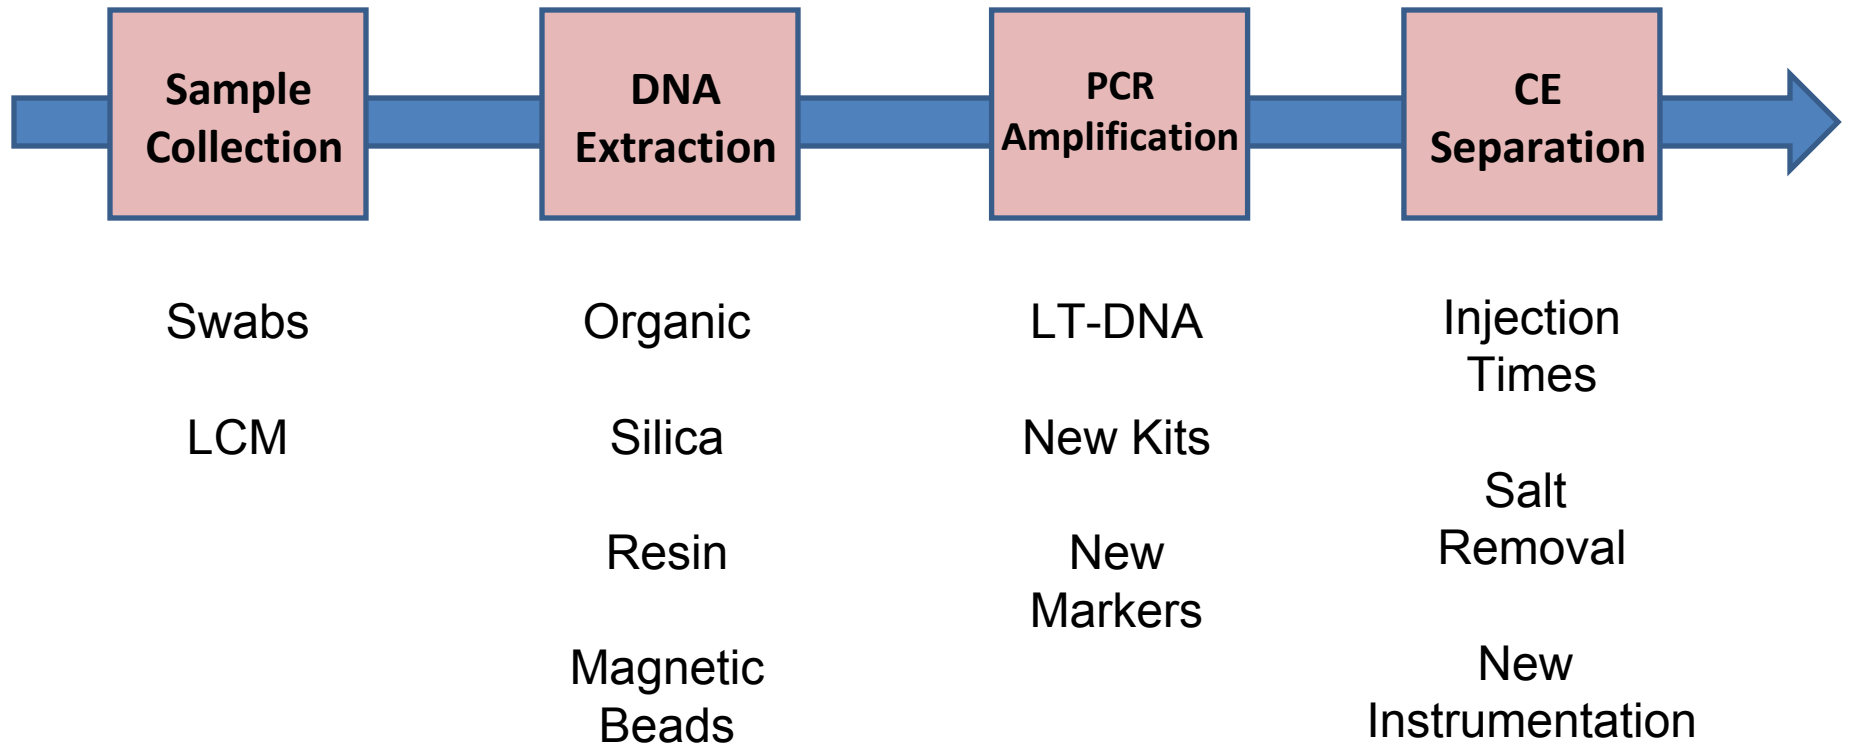 Sample
Collection
DNA
Extraction
PCR
Amplification
CE
Separation
Swabs
LCM
Organic
Silica
Resin
Magnetic
Beads
LT-DNA
New Kits
New
Markers
Injection
Times
Salt
Removal
New
Instrumentation